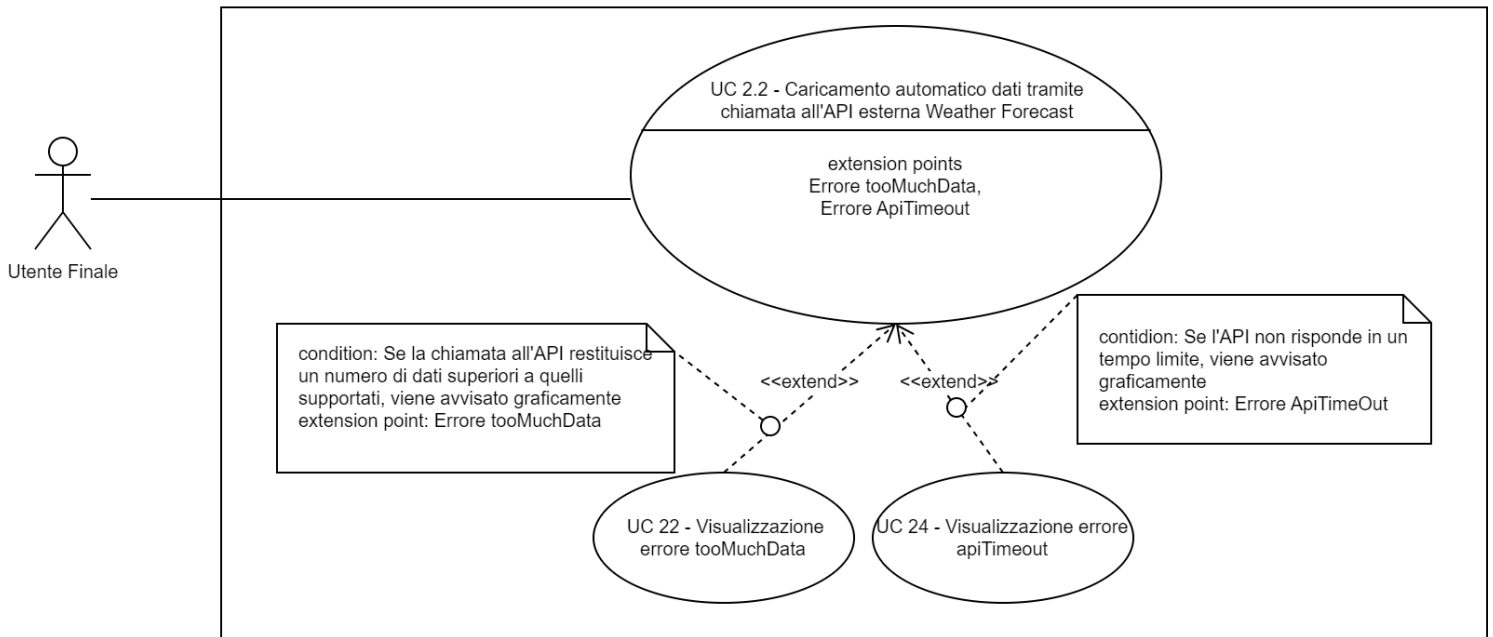 UC 2.2 - Caricamento automatico dati tramite
chiamata all'API esterna Weather Forecast
extension points
Errore tooMuchData,
Errore ApiTimeout
Utente Finale
condition: Se la chiamata all'API restituisce
un numero di dati superiori a quelli
supportati, viene avvisato graficamente
extension point: Errore tooMuchData
<<extend>>
<<extend>>
contidion: Se l'API non risponde in un
tempo limite, viene avvisato
graficamente
extension point: Errore ApiTimeOut
UC 22 - Visualizzazione
errore tooMuchData
UC 24 - Visualizzazione errore
apiTimeout